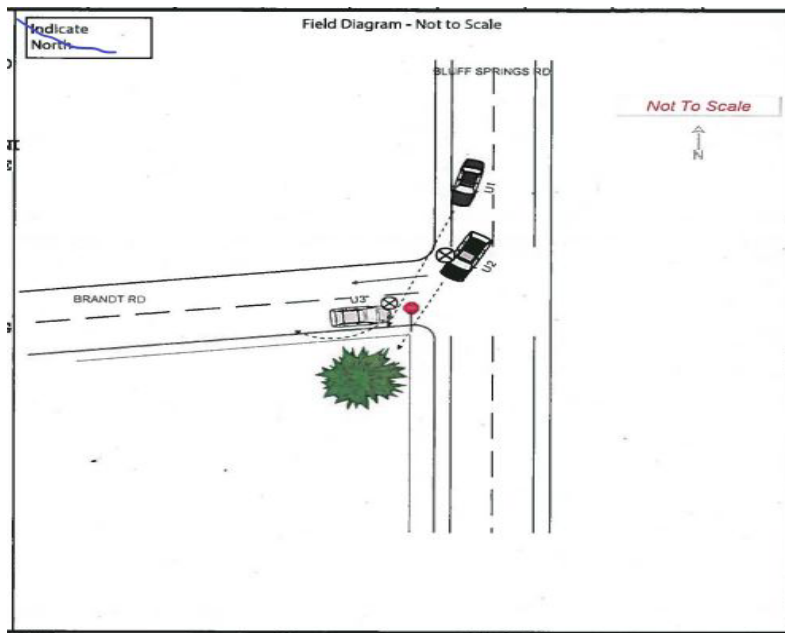 Indicate
North
Field Diagram - Not to Scale
BLUFF SPRINGS RD
Not To Scale
N
U1
U2
BRANDT RD
U3